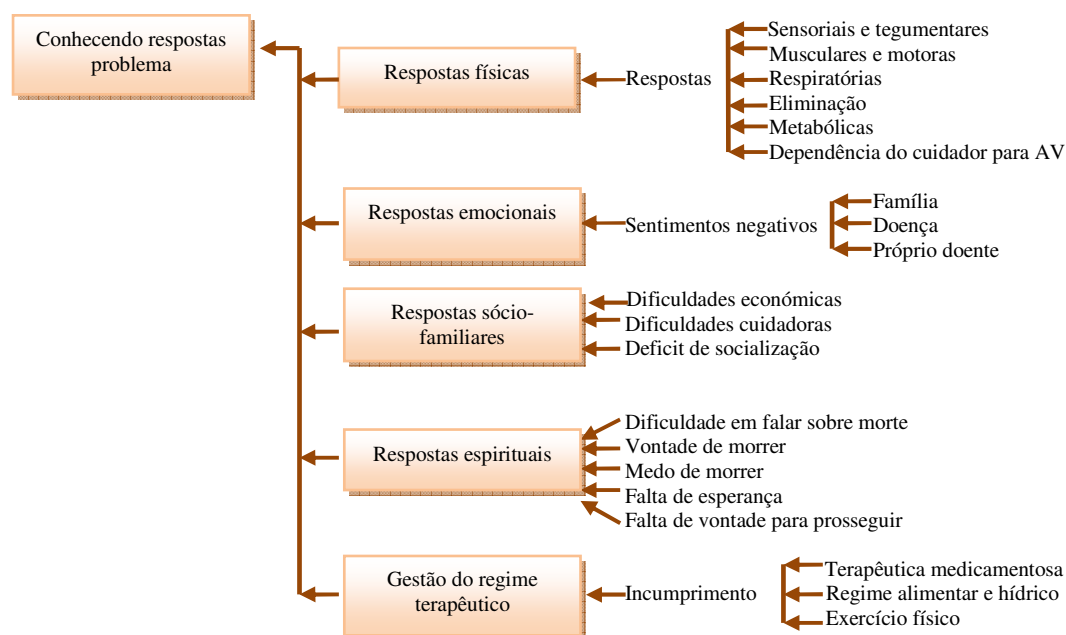 Conhecendo respostas
problema
Respostas físicas
Respostas
Sensoriais e tegumentares
Musculares e motoras
Respiratórias
Eliminação
Metabólicas
Dependência do cuidador para AV
Respostas emocionais
Sentimentos negativos
Família
Doença
Próprio doente
Respostas sócio-
familiares
Dificuldades económicas
Dificuldades cuidadoras
Deficit de socialização
Respostas espirituais
Dificuldade em falar sobre morte
Vontade de morrer
Medo de morrer
Falta de esperança
Falta de vontade para prosseguir
Gestão do regime
terapêutico
Incumprimento
Terapêutica medicamentosa
Regime alimentar e hídrico
Exercício físico